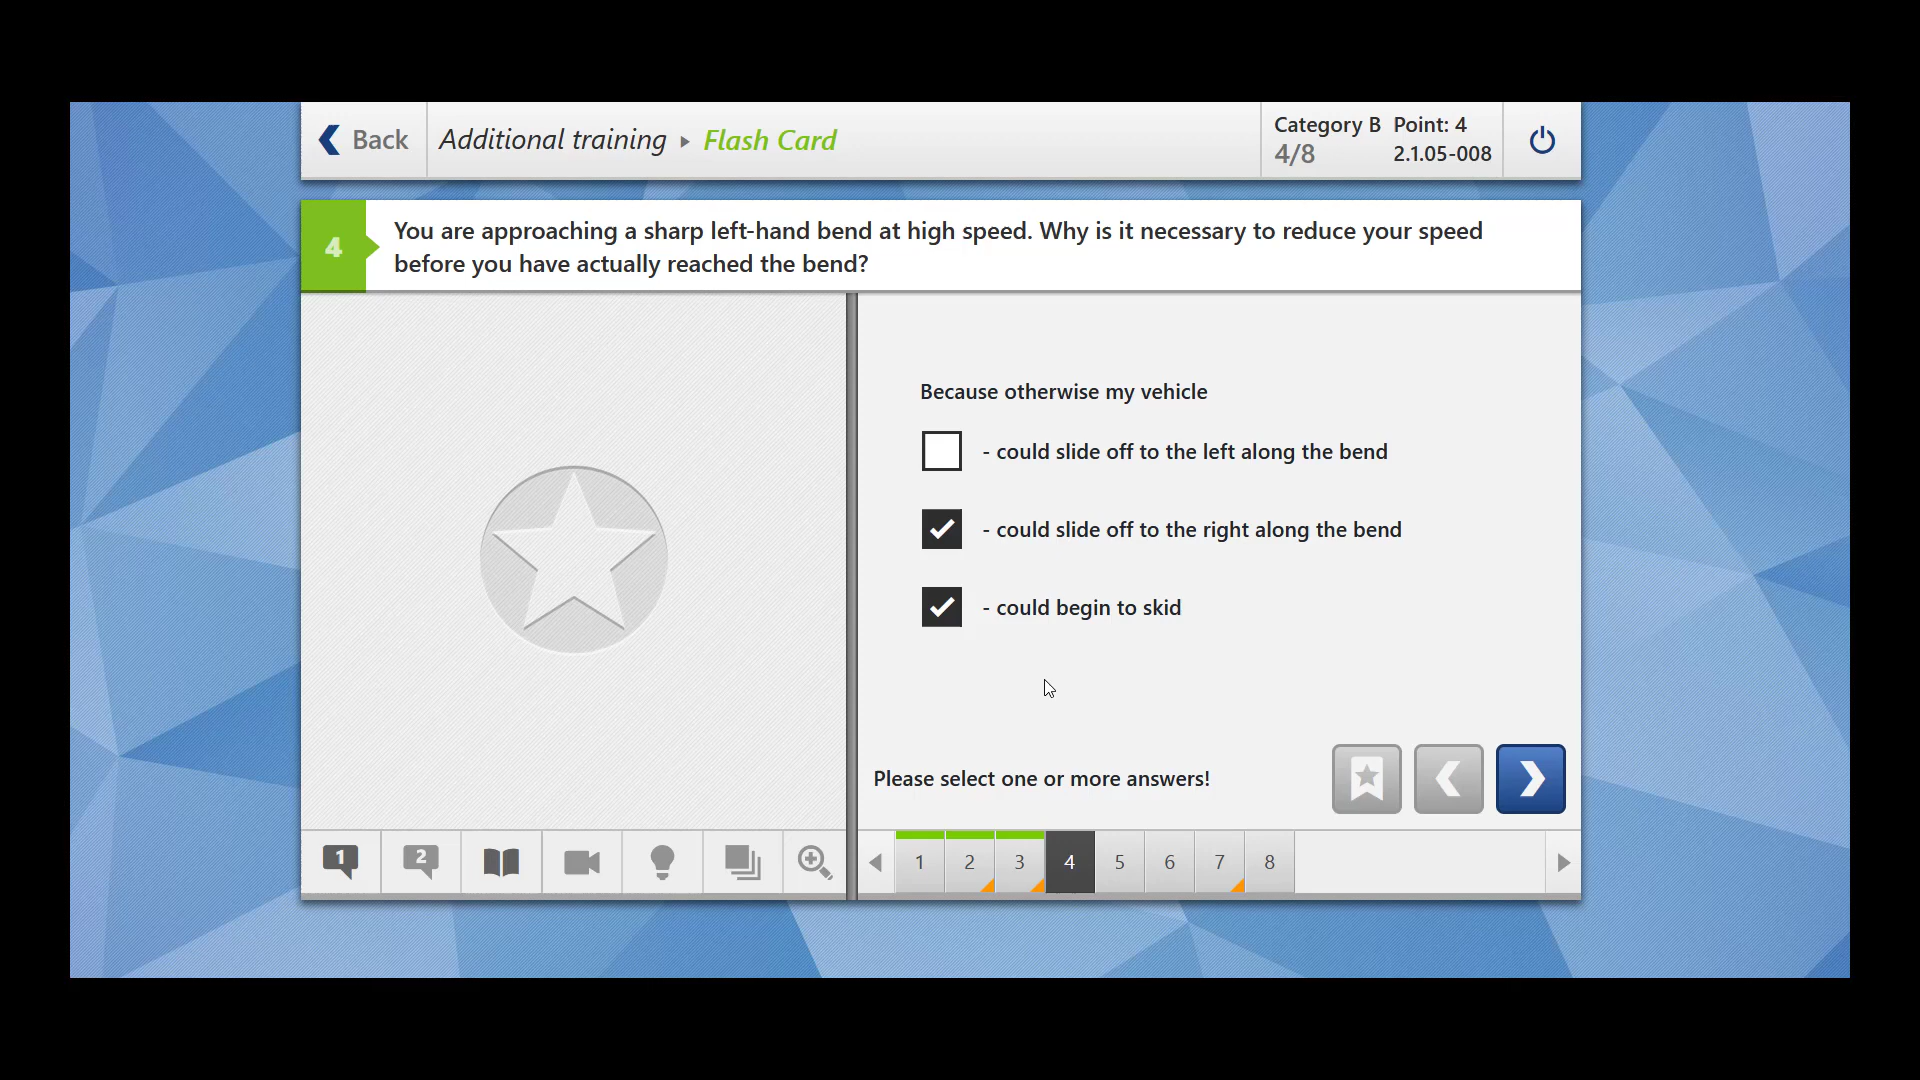 Back
Additional training ▸ Flash Card
Category B Point: 4
4/8 2.1.05-008
4
You are approaching a sharp left-hand bend at high speed. Why is it necessary to reduce your speed
before you have actually reached the bend?
Because otherwise my vehicle
- could slide off to the left along the bend
- could slide off to the right along the bend
- could begin to skid
Please select one or more answers!
1 2
1 2 3 4 5 6 7 8